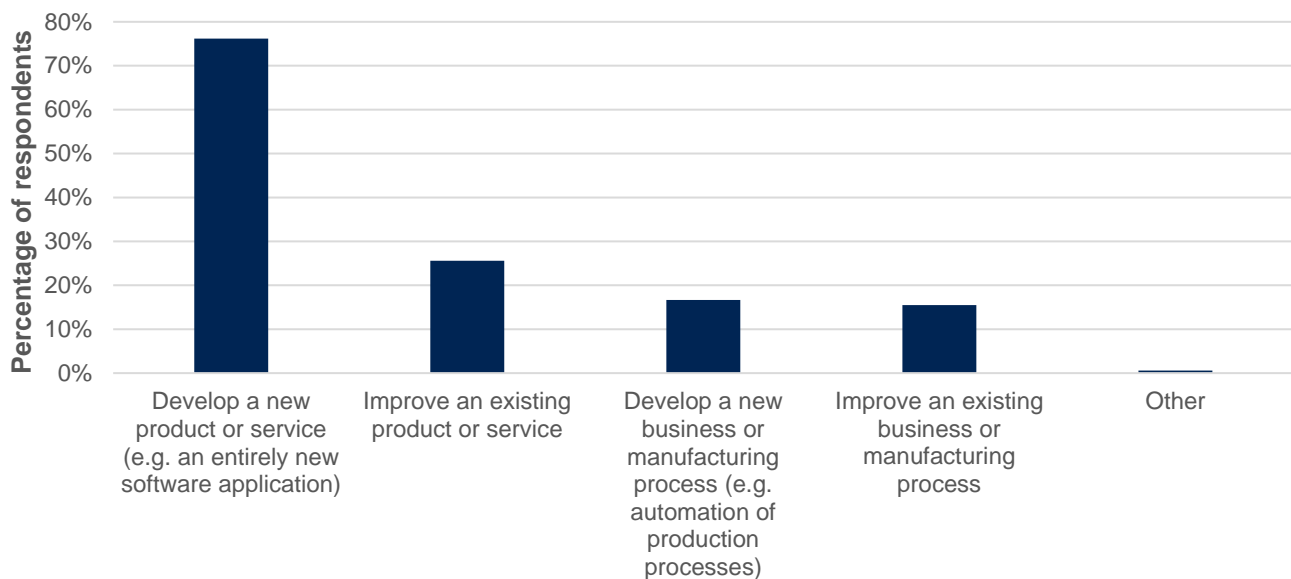 Percentage of respondents
80%
70%
60%
50%
40%
30%
20%
10%
0%
Develop a new
product or service
(e.g. an entirely new
software application)
Improve an existing
product or service
Develop a new
business or
manufacturing
process (e.g.
automation of
production
processes)
Improve an existing
business or
manufacturing
process
Other